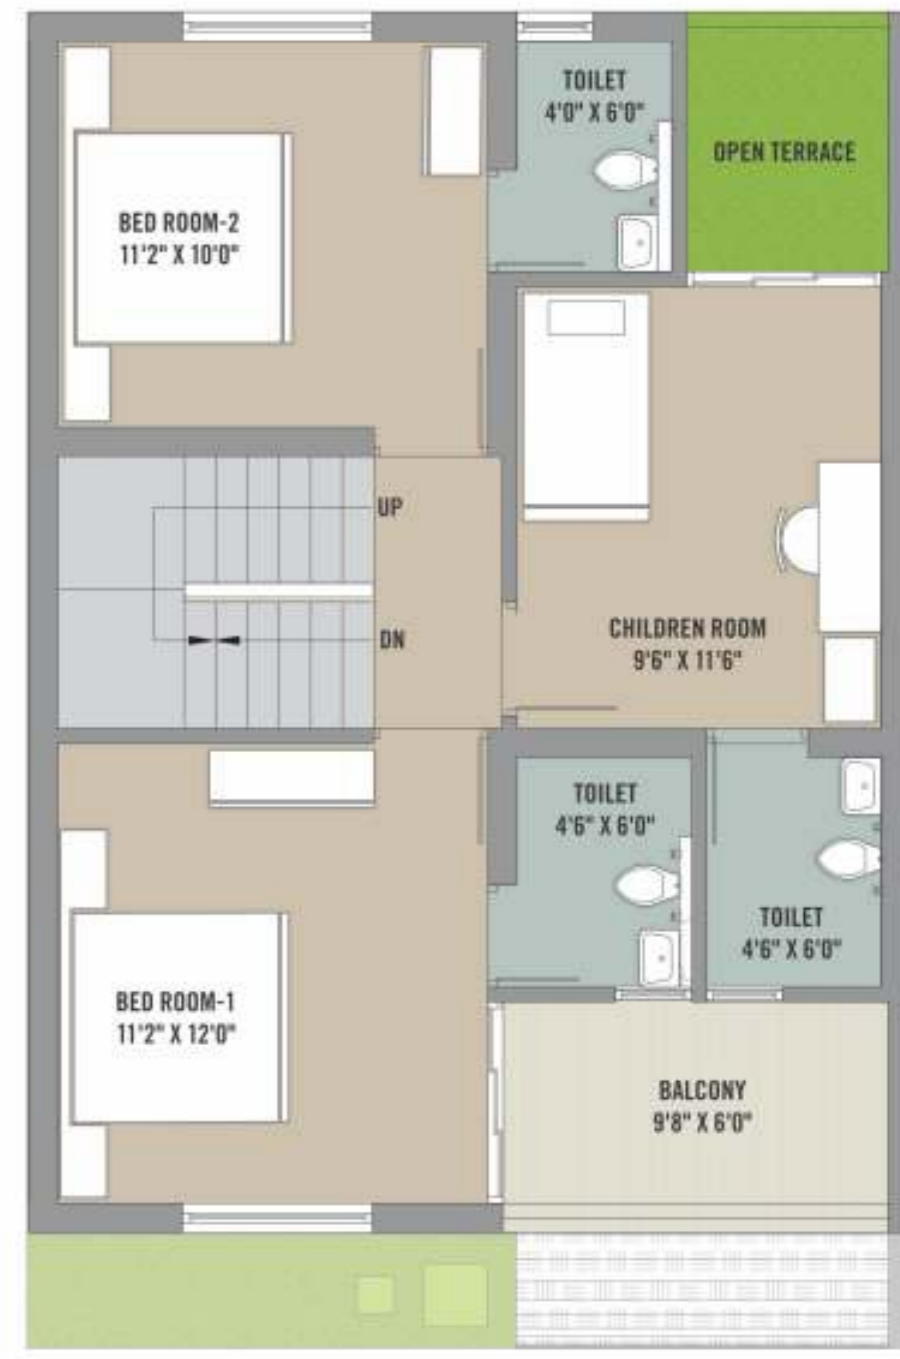 TOILET
4'0" X 6'0"
OPEN TERRACE
BED ROOM-2
11'2" X 10'0"
UP
DN
CHILDREN ROOM
9'6" X 11'6"
TOILET
4'6" X 6'0"
TOILET
4'6" X 6'0"
BED ROOM-1
11'2" X 12'0"
BALCONY
9'8" X 6'0"